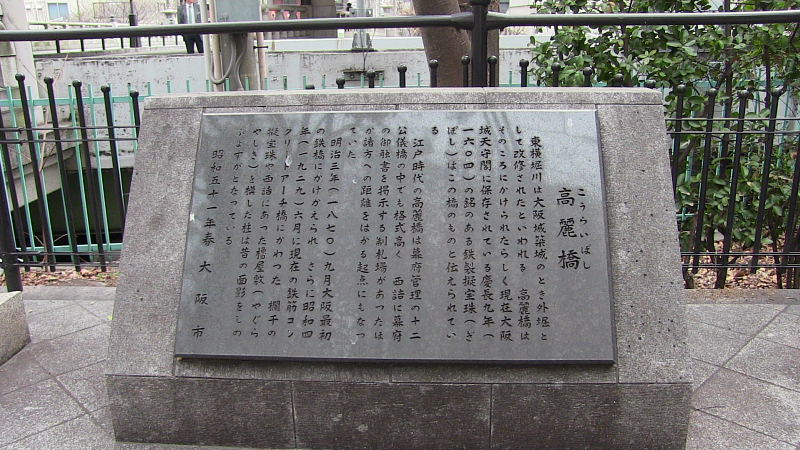 こうらいばし
高麗橋
東横堀川は大阪城築城のとき外堀と
して改修されたといわれる 高麗橋は
そのころにかけられたらしく現在大阪
城天守閣に保存されている慶長九年(
一六〇四)の銘のある鉄製擬宝珠(ぎ
ぼし)はこの橋のものと伝えられてい
る
江戸時代の高麗橋は幕府管理の十二
公儀橋の中でも格式高く 西詰に幕府
の御触書を掲示する制札場があったほ
か諸方への距離をはかる起点にもなっ
ていた
明治三年(一八七〇)九月大阪最初
の鉄橋にかけかえられ さらに昭和四
年(一九二九)六月に現在の鉄筋コン
クリートアーチ橋にかわった 欄干の
擬宝珠や西詰にあった櫓屋敷(やぐら
やしき)を模した柱は昔の面影をしの
ぶよすがとなっている
昭和五十一年春 大阪市